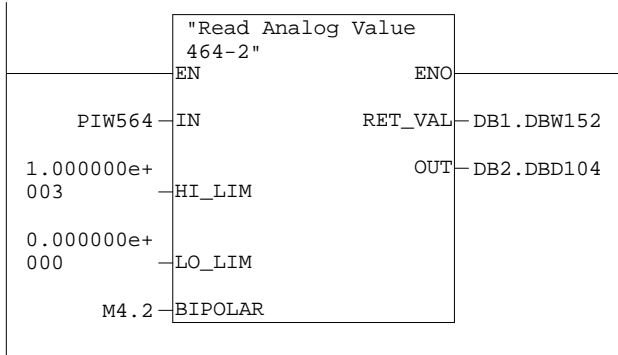 "Read Analog Value
464-2"
EN ENO
PIW564 IN RET_VAL DB1.DBW152
1.000000e+
003 HI_LIM OUT DB2.DBD104
0.000000e+
000 LO_LIM
M4.2 BIPOLAR